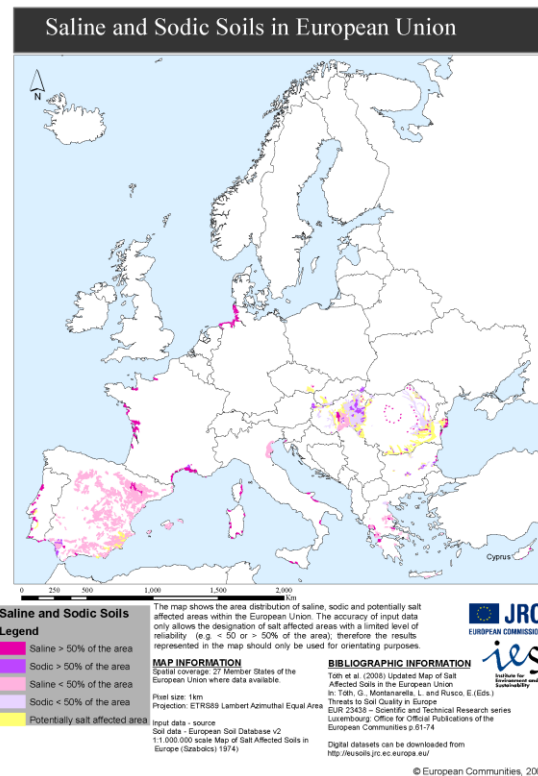 Saline and Sodic Soils in European Union
N
Cyprus
0 250 500 1,000 1,500 2,000
Km
Saline and Sodic Soils
Legend
Saline > 50% of the area
Sodic > 50% of the area
Saline < 50% of the area
Sodic < 50% of the area
Potentially salt affected area
The map shows the area distribution of saline, sodic and potentially salt
affected areas within the European Union. The accuracy of input data
only allows the designation of salt affected areas with a limited level of
reliability (e.g. < 50 or > 50% of the area); therefore the results
represented in the map should only be used for orientating purposes.
MAP INFORMATION
Spatial coverage: 27 Member States of the
European Union where data available.
Pixel size: 1km
Projection: ETRS89 Lambert Azimuthal Equal Area
Input data - source
Soil data - European Soil Database v2
1:1.000.000 scale Map of Salt Affected Soils in
Europe (Szabolcs) 1974)
BIBLIOGRAPHIC INFORMATION
Tóth et al. (2008) Updated Map of Salt
Affected Soils in the European Union
In: Tóth, G., Montanarella, L. and Rusco, E.(Eds.)
Threats to Soil Quality in Europe
EUR 23438 – Scientific and Technical Research series
Luxembourg: Office for Official Publications of the
European Communities p.61-74
Digital datasets can be downloaded from
http://eusoils.jrc.ec.europa.eu/
JRC
EUROPEAN COMMISSIO
ies
Institute for
Environment and
Sustainability
© European Communities, 200